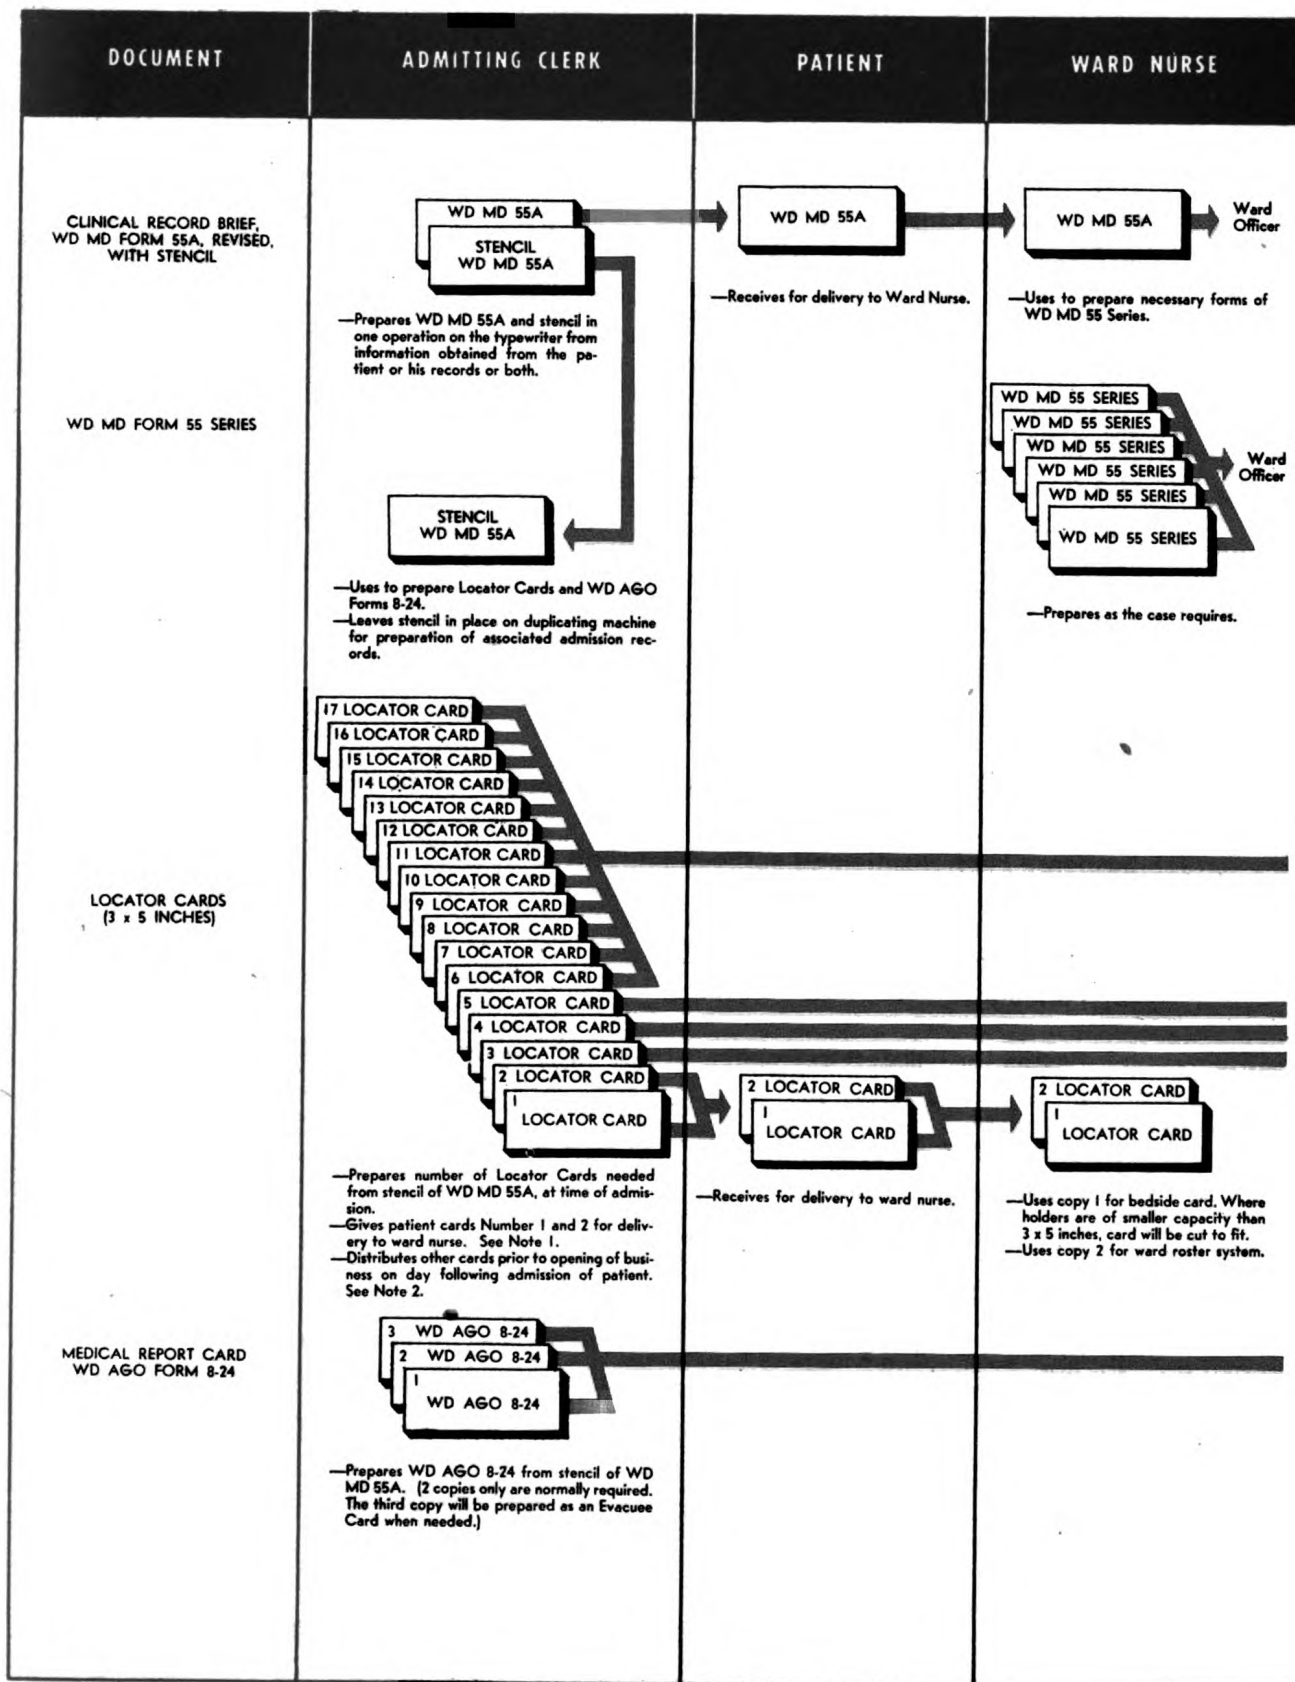 DOCUMENT
ADMITTING CLERK
PATIENT
WARD NURSE
CLINICAL RECORD BRIEF,
WD MD FORM 55A, REVISED,
WITH STENCIL
WD MD 55A
STENCIL
WD MD 55A
—Prepares WD MD 55A and stencil in
one operation on the typewriter from
information obtained from the pa-
tient or his records or both.
WD MD 55A
—Receives for delivery to Ward Nurse.
WD MD 55A
Ward
Officer
—Uses to prepare necessary forms of
WD MD 55 Series.
WD MD FORM 55 SERIES
STENCIL
WD MD 55A
—Uses to prepare Locator Cards and WD AGO
Forms 8-24.
—Leaves stencil in place on duplicating machine
for preparation of associated admission rec-
ords.
WD MD 55 SERIES
WD MD 55 SERIES
WD MD 55 SERIES
WD MD 55 SERIES
WD MD 55 SERIES
WD MD 55 SERIES
Ward
Officer
—Prepares as the case requires.
LOCATOR CARDS
(3 x 5 INCHES)
17 LOCATOR CARD
16 LOCATOR CARD
15 LOCATOR CARD
14 LOCATOR CARD
13 LOCATOR CARD
12 LOCATOR CARD
11 LOCATOR CARD
10 LOCATOR CARD
9 LOCATOR CARD
8 LOCATOR CARD
7 LOCATOR CARD
6 LOCATOR CARD
5 LOCATOR CARD
4 LOCATOR CARD
3 LOCATOR CARD
2 LOCATOR CARD
1
LOCATOR CARD
—Prepares number of Locator Cards needed
from stencil of WD MD 55A, at time of admis-
sion.
—Gives patient cards Number 1 and 2 for deliv-
ery to ward nurse. See Note 1.
—Distributes other cards prior to opening of busi-
ness on day following admission of patient.
See Note 2.
2 LOCATOR CARD
1
LOCATOR CARD
—Receives for delivery to ward nurse.
2 LOCATOR CARD
1
LOCATOR CARD
—Uses copy 1 for bedside card. Where
holders are of smaller capacity than
3 x 5 inches, card will be cut to fit.
—Uses copy 2 for ward roster system.
MEDICAL REPORT CARD
WD AGO FORM 8-24
3 WD AGO 8-24
2 WD AGO 8-24
1
WD AGO 8-24
—Prepares WD AGO 8-24 from stencil of WD
MD 55A. (2 copies only are normally required.
The third copy will be prepared as an Evacuee
Card when needed.)